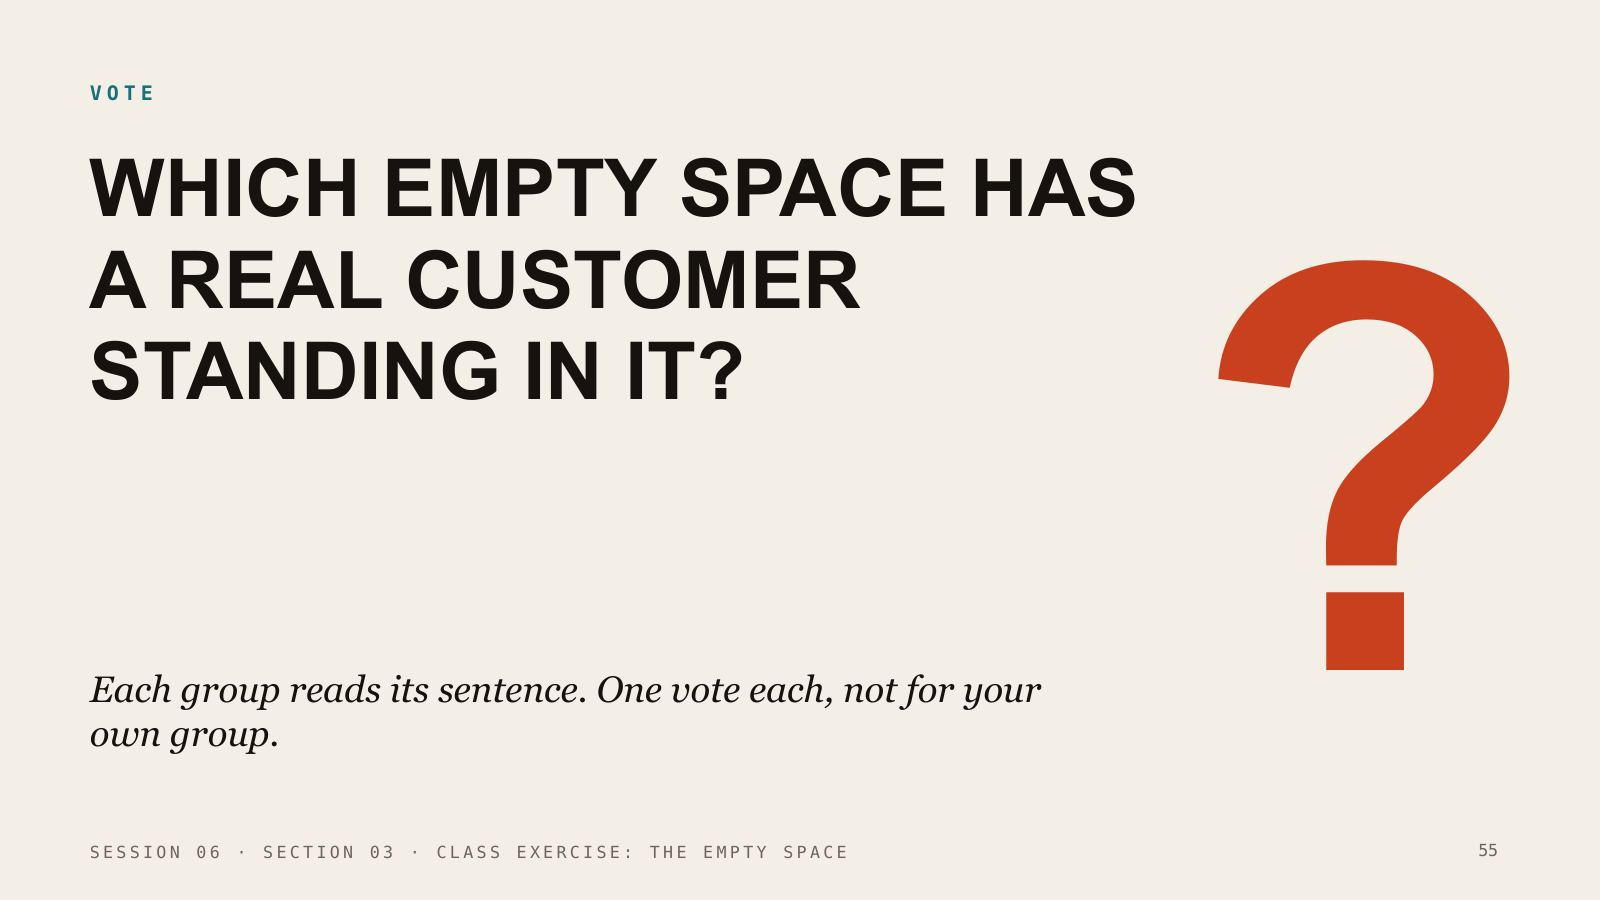 VOTE
WHICH EMPTY SPACE HAS
A REAL CUSTOMER
STANDING IN IT?
?
Each group reads its sentence. One vote each, not for your
own group.
SESSION 06 · SECTION 03 · CLASS EXERCISE: THE EMPTY SPACE
55